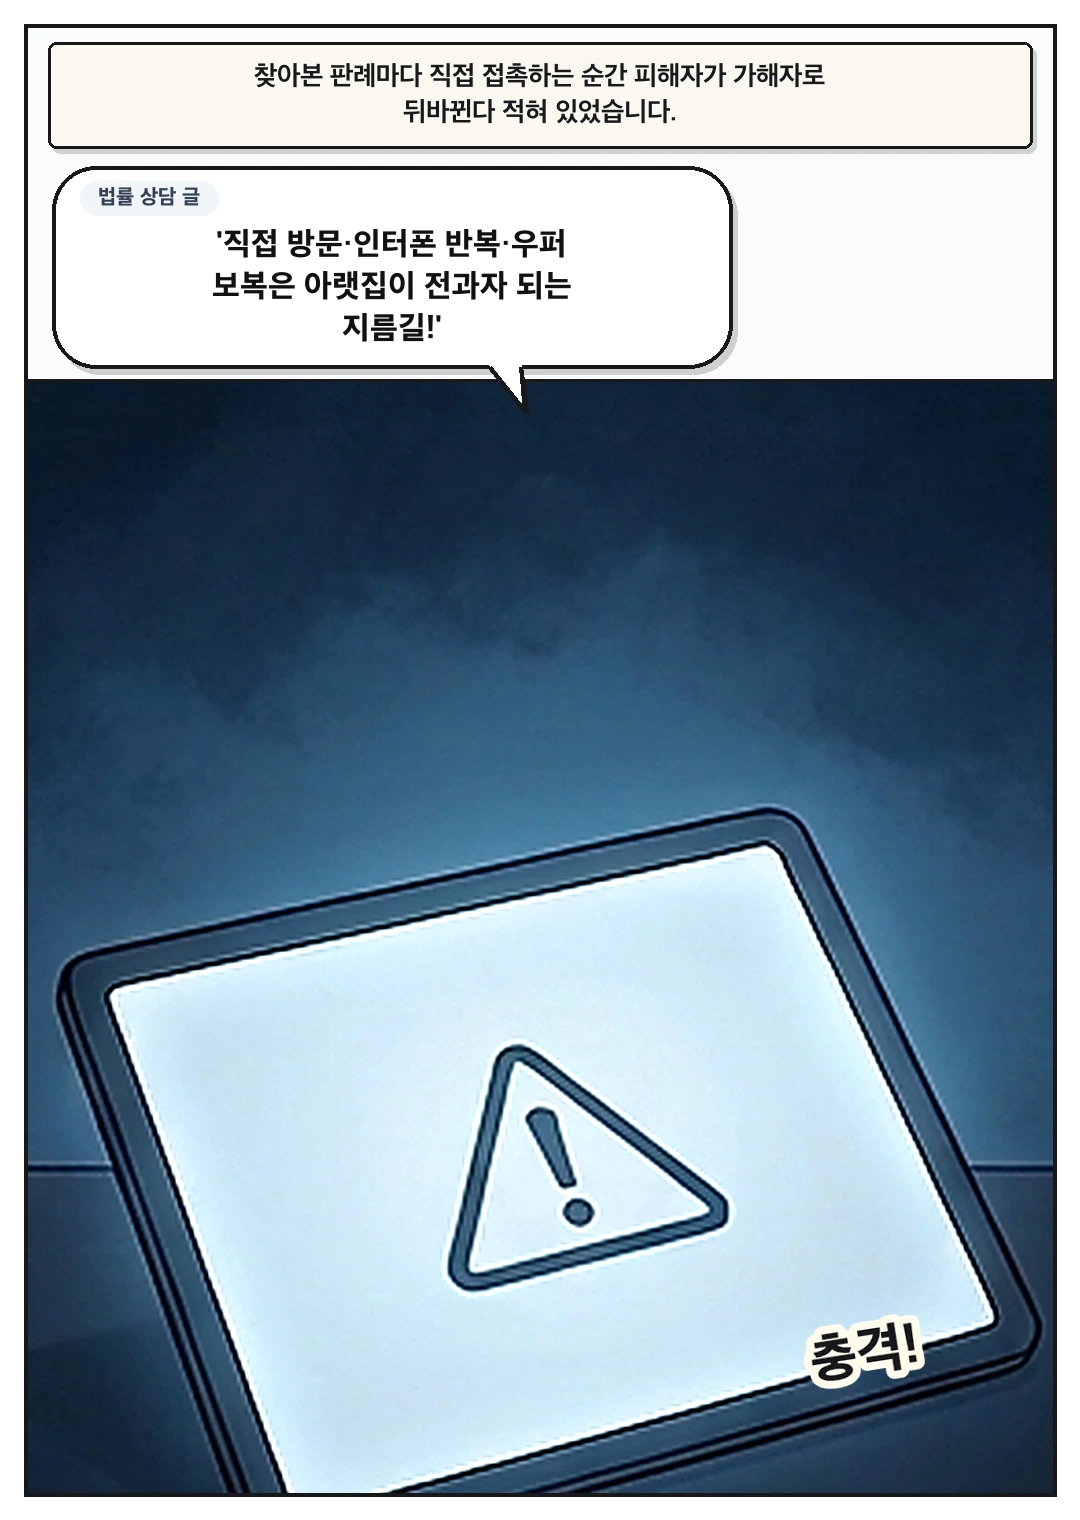 찾아본 판례마다 직접 접촉하는 순간 피해자가 가해자로
뒤바뀐다 적혀 있었습니다.
법률 상담 글
'직접 방문·인터폰 반복·우퍼
보복은 아랫집이 전과자 되는
지름길!'
충격!